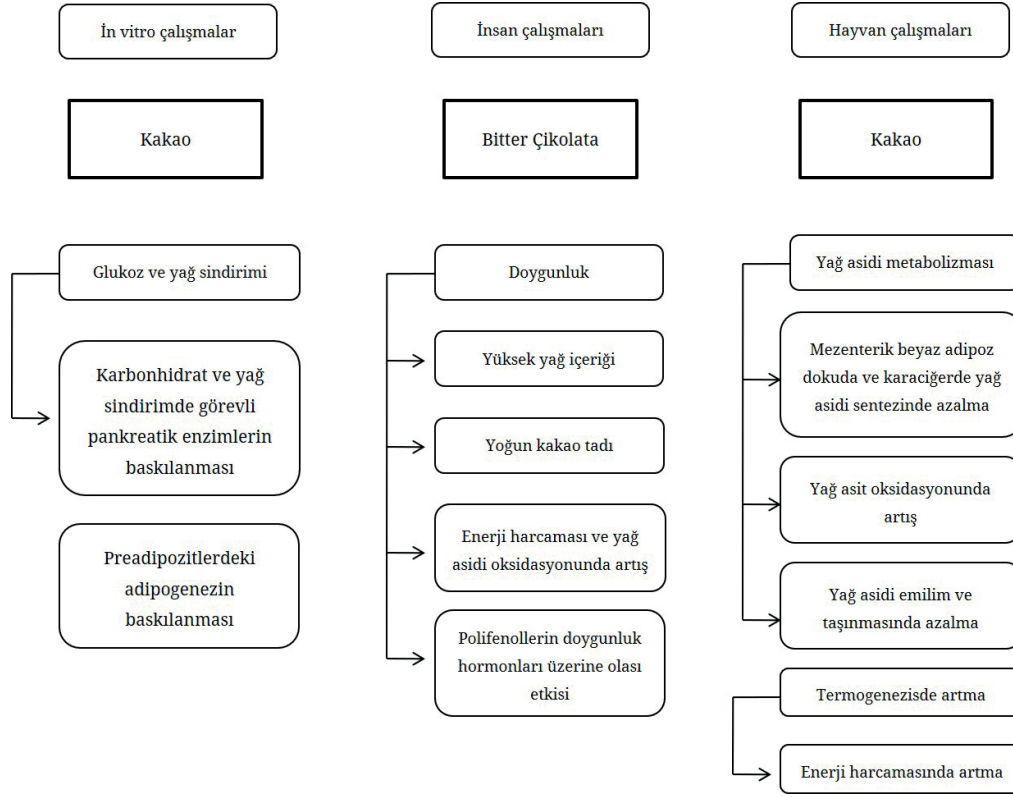 İn vitro çalışmalar
Kakao
Glukoz ve yağ sindirimi
Karbonhidrat ve yağ
sindirimde görevli
pankreatik enzimlerin
baskılanması
Preadipozitlerdeki
adipogenezin
baskılanması
İnsan çalışmaları
Bitter Çikolata
Doygunluk
Yüksek yağ içeriği
Yoğun kakao tadı
Enerji harcaması ve yağ
asidi oksidasyonunda artış
Polifenollerin doygunluk
hormonları üzerine olası
etkisi
Hayvan çalışmaları
Kakao
Yağ asidi metabolizması
Mezenterik beyaz adipoz
dokuda ve karaciğerde yağ
asidi sentezinde azalma
Yağ asit oksidasyonunda
artış
Yağ asidi emilim ve
taşınmasında azalma
Termogenezisde artma
Enerji harcamasında artma